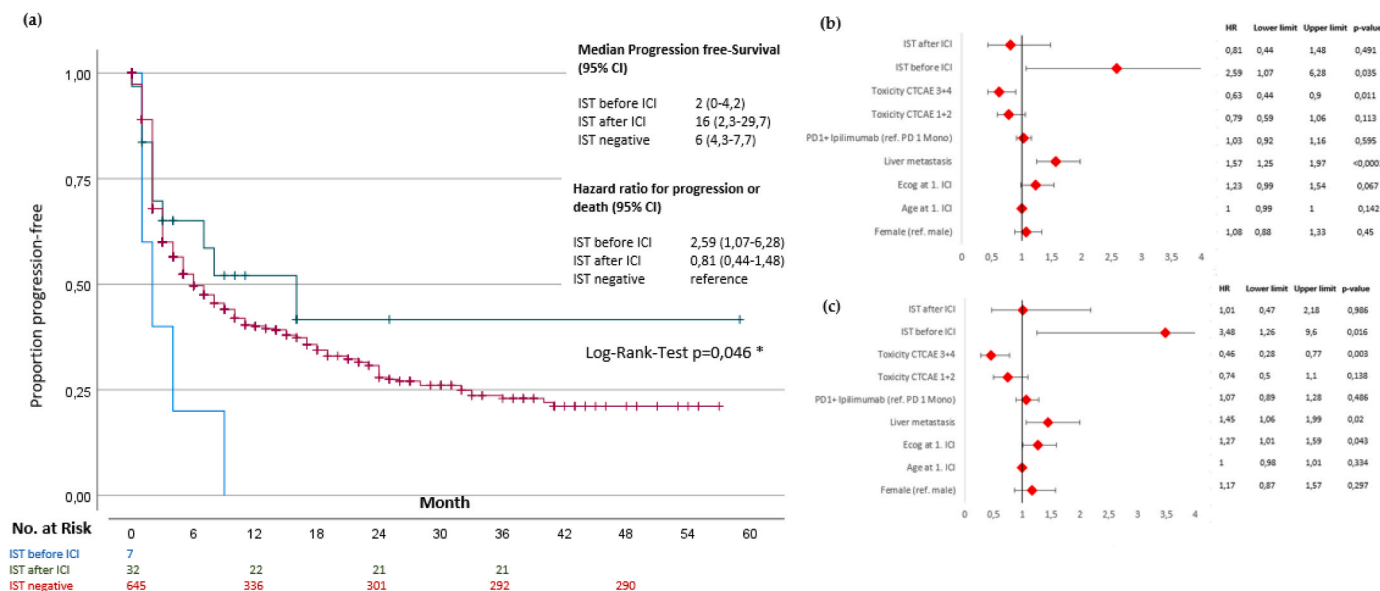 (a)
Proportion progression-free
1,00
0,75
0,50
0,25
0,00
Median Progression free-Survival
(95% CI)
IST before ICI 2 (0-4,2)
IST after ICI 16 (2,3-29,7)
IST negative 6 (4,3-7,7)
Hazard ratio for progression or
death (95% CI)
IST before ICI 2,59 (1,07-6,28)
IST after ICI 0,81 (0,44-1,48)
IST negative reference
Log-Rank-Test p=0,046 *
Month
No. at Risk 0 6 12 18 24 30 36 42 48 54 60
IST before ICI 7
IST after ICI 32 22 21 21
IST negative 645 336 301 292 290
(b)
HR Lower limit Upper limit p-value
IST after ICI 0,81 0,44 1,48 0,491
IST before ICI 2,59 1,07 6,28 0,035
Toxicity CTCAE 3+4 0,63 0,44 0,9 0,011
Toxicity CTCAE 1+2 0,79 0,59 1,06 0,113
PD1+ Ipilimumab (ref. PD 1 Mono) 1,03 0,92 1,16 0,595
Liver metastasis 1,57 1,25 1,97 <0,000
Ecog at 1. ICI 1,23 0,99 1,54 0,067
Age at 1. ICI 1 0,99 1 0,142
Female (ref. male) 1,08 0,88 1,33 0,45
0 0,5 1 1,5 2 2,5 3 3,5 4
(c)
HR Lower limit Upper limit p-value
IST after ICI 1,01 0,47 2,18 0,986
IST before ICI 3,48 1,26 9,6 0,016
Toxicity CTCAE 3+4 0,46 0,28 0,77 0,003
Toxicity CTCAE 1+2 0,74 0,5 1,1 0,138
PD1+ Ipilimumab (ref. PD 1 Mono) 1,07 0,89 1,28 0,486
Liver metastasis 1,45 1,06 1,99 0,02
Ecog at 1. ICI 1,27 1,01 1,59 0,043
Age at 1. ICI 1 0,98 1,01 0,334
Female (ref. male) 1,17 0,87 1,57 0,297
0 0,5 1 1,5 2 2,5 3 3,5 4